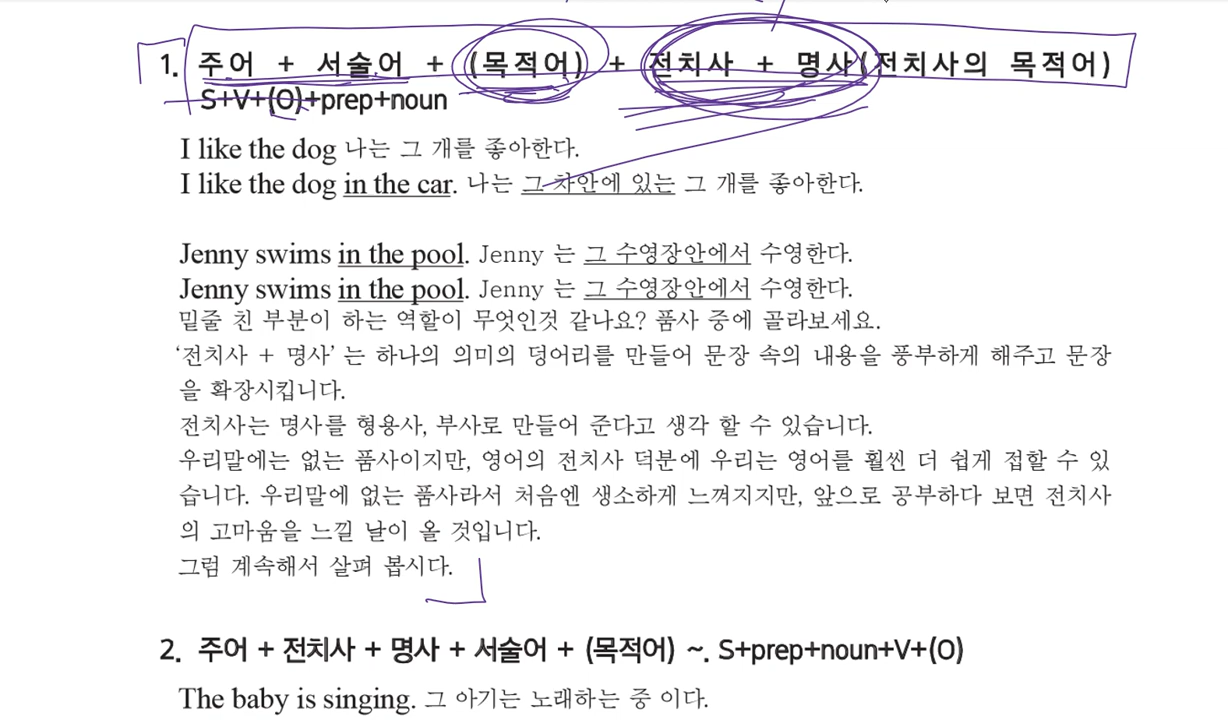 1. 주어 + 서술어 + (목적어) + 전치사 + 명사(전치사의 목적어)
S+V+(O)+prep+noun
I like the dog 나는 그 개를 좋아한다.
I like the dog in the car. 나는 그 차안에 있는 그 개를 좋아한다.
Jenny swims in the pool. Jenny 는 그 수영장안에서 수영한다.
Jenny swims in the pool. Jenny 는 그 수영장안에서 수영한다.
밑줄 친 부분이 하는 역할이 무엇인것 같나요? 품사 중에 골라보세요.
‘전치사 + 명사’ 는 하나의 의미의 덩어리를 만들어 문장 속의 내용을 풍부하게 해주고 문장
을 확장시킵니다.
전치사는 명사를 형용사, 부사로 만들어 준다고 생각 할 수 있습니다.
우리말에는 없는 품사이지만, 영어의 전치사 덕분에 우리는 영어를 훨씬 더 쉽게 접할 수 있
습니다. 우리말에 없는 품사라서 처음엔 생소하게 느껴지지만, 앞으로 공부하다 보면 전치사
의 고마움을 느낄 날이 올 것입니다.
그럼 계속해서 살펴 봅시다.
2. 주어 + 전치사 + 명사 + 서술어 + (목적어) ~. S+prep+noun+V+(O)
The baby is singing. 그 아기는 노래하는 중 이다.